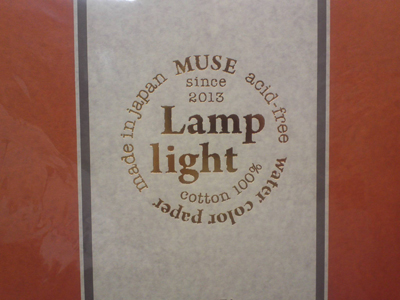 MUSE
since
2013
Lamp
light
cotton 100%
made in japan
acid-free
water color paper